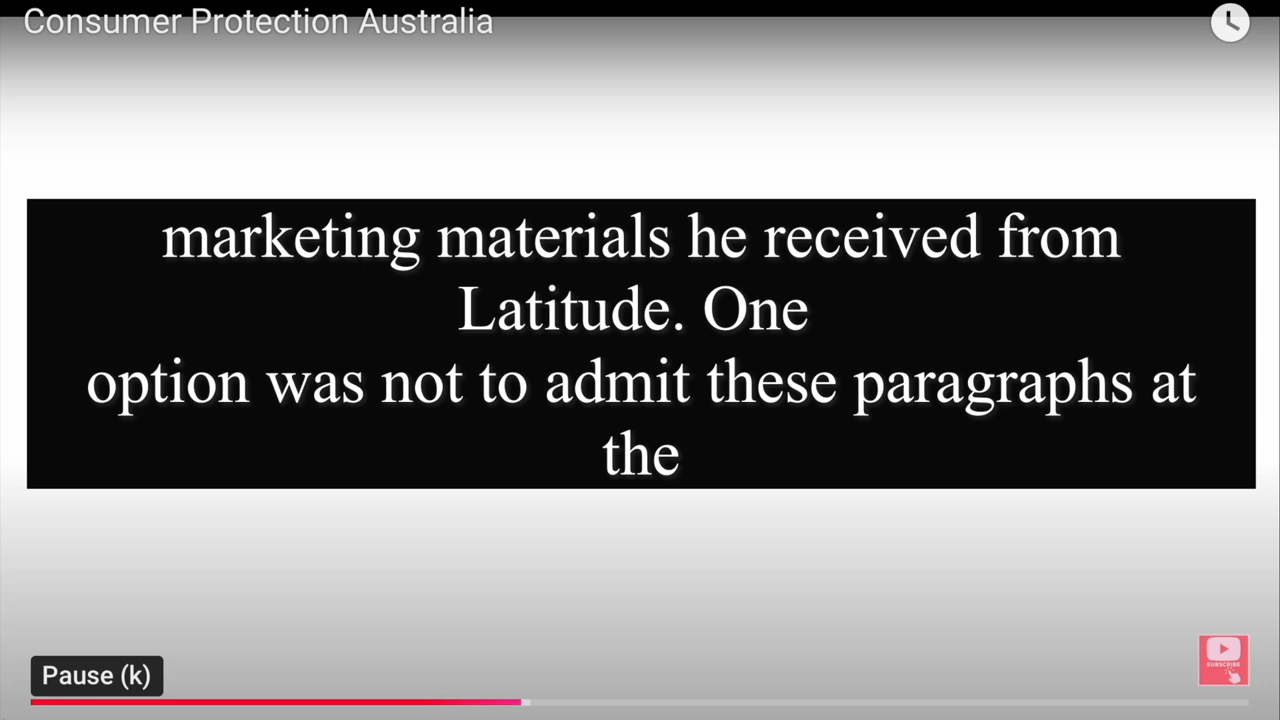 Consumer Protection Australia
marketing materials he received from
Latitude. One
option was not to admit these paragraphs at
the
SUBSCRIBE
Pause (k)